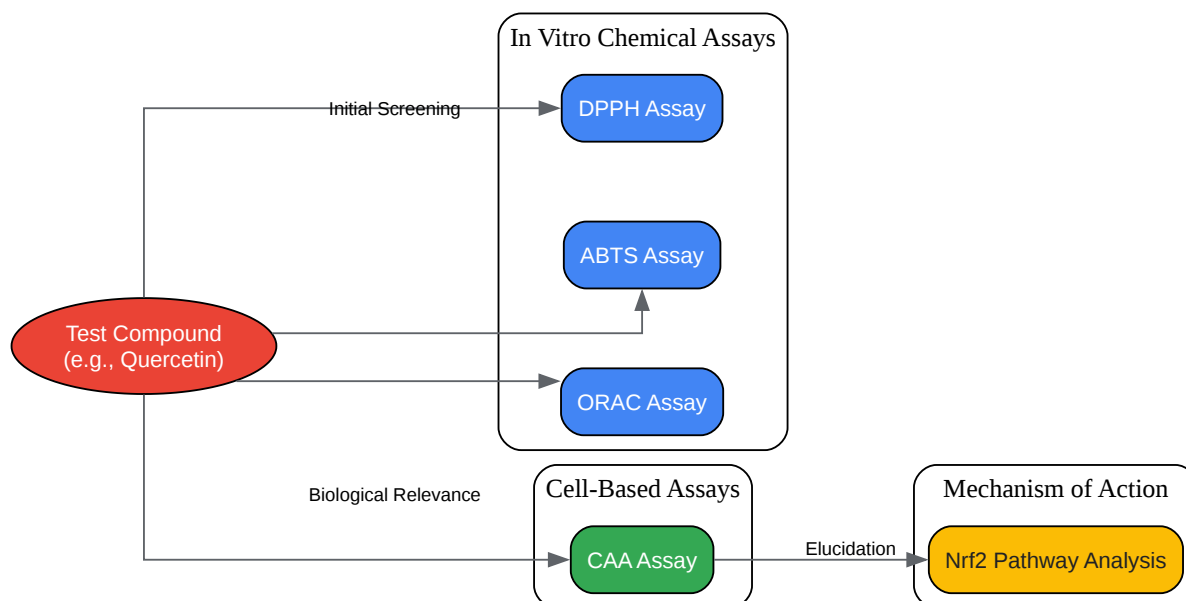 In Vitro Chemical Assays
Initial Screening
DPPH Assay
ABTS Assay
Test Compound
(e.g., Quercetin)
ORAC Assay
Biological Relevance
Cell-Based Assays
CAA Assay
Elucidation
Mechanism of Action
Nrf2 Pathway Analysis